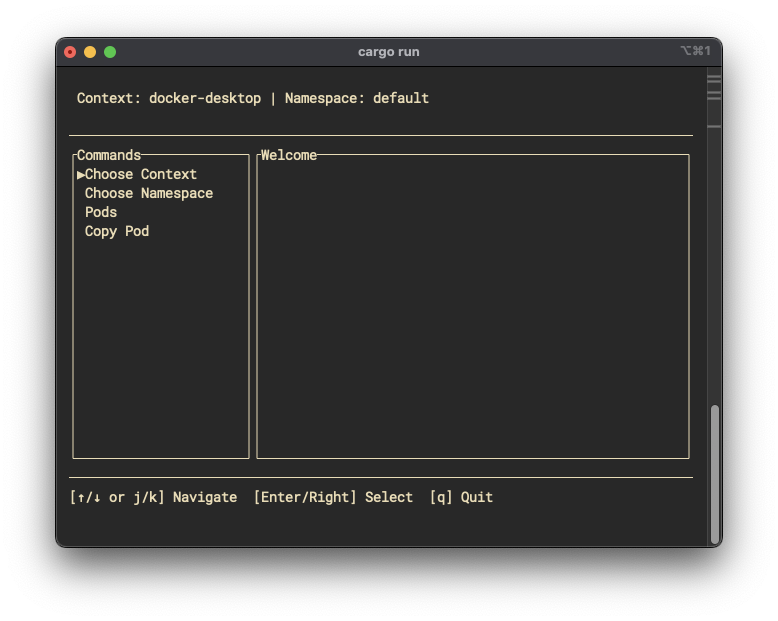 cargo run
⌥⌘1
Context: docker-desktop | Namespace: default
Commands
▶Choose Context
Choose Namespace
Pods
Copy Pod
Welcome
[↑/↓ or j/k] Navigate  [Enter/Right] Select  [q] Quit